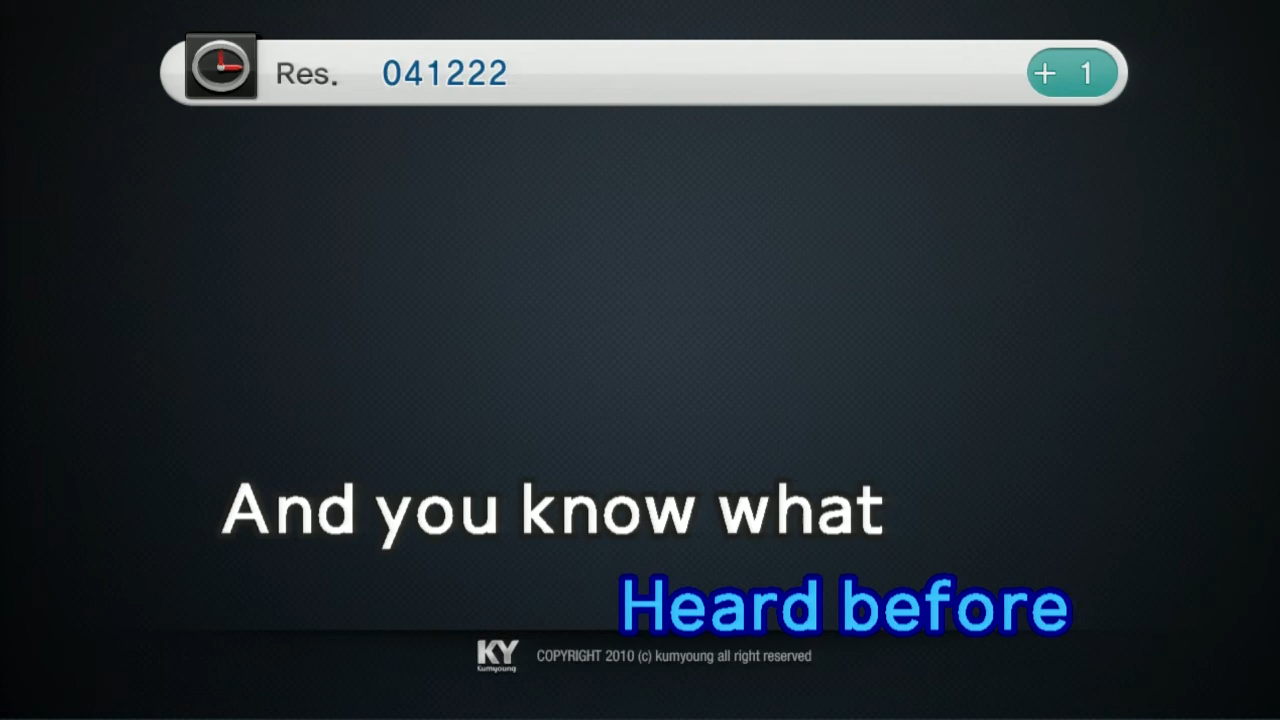 Res. 041222 + 1
And you know what
Heard before
KY Kumyoung COPYRIGHT 2010 (c) kumyoung all right reserved